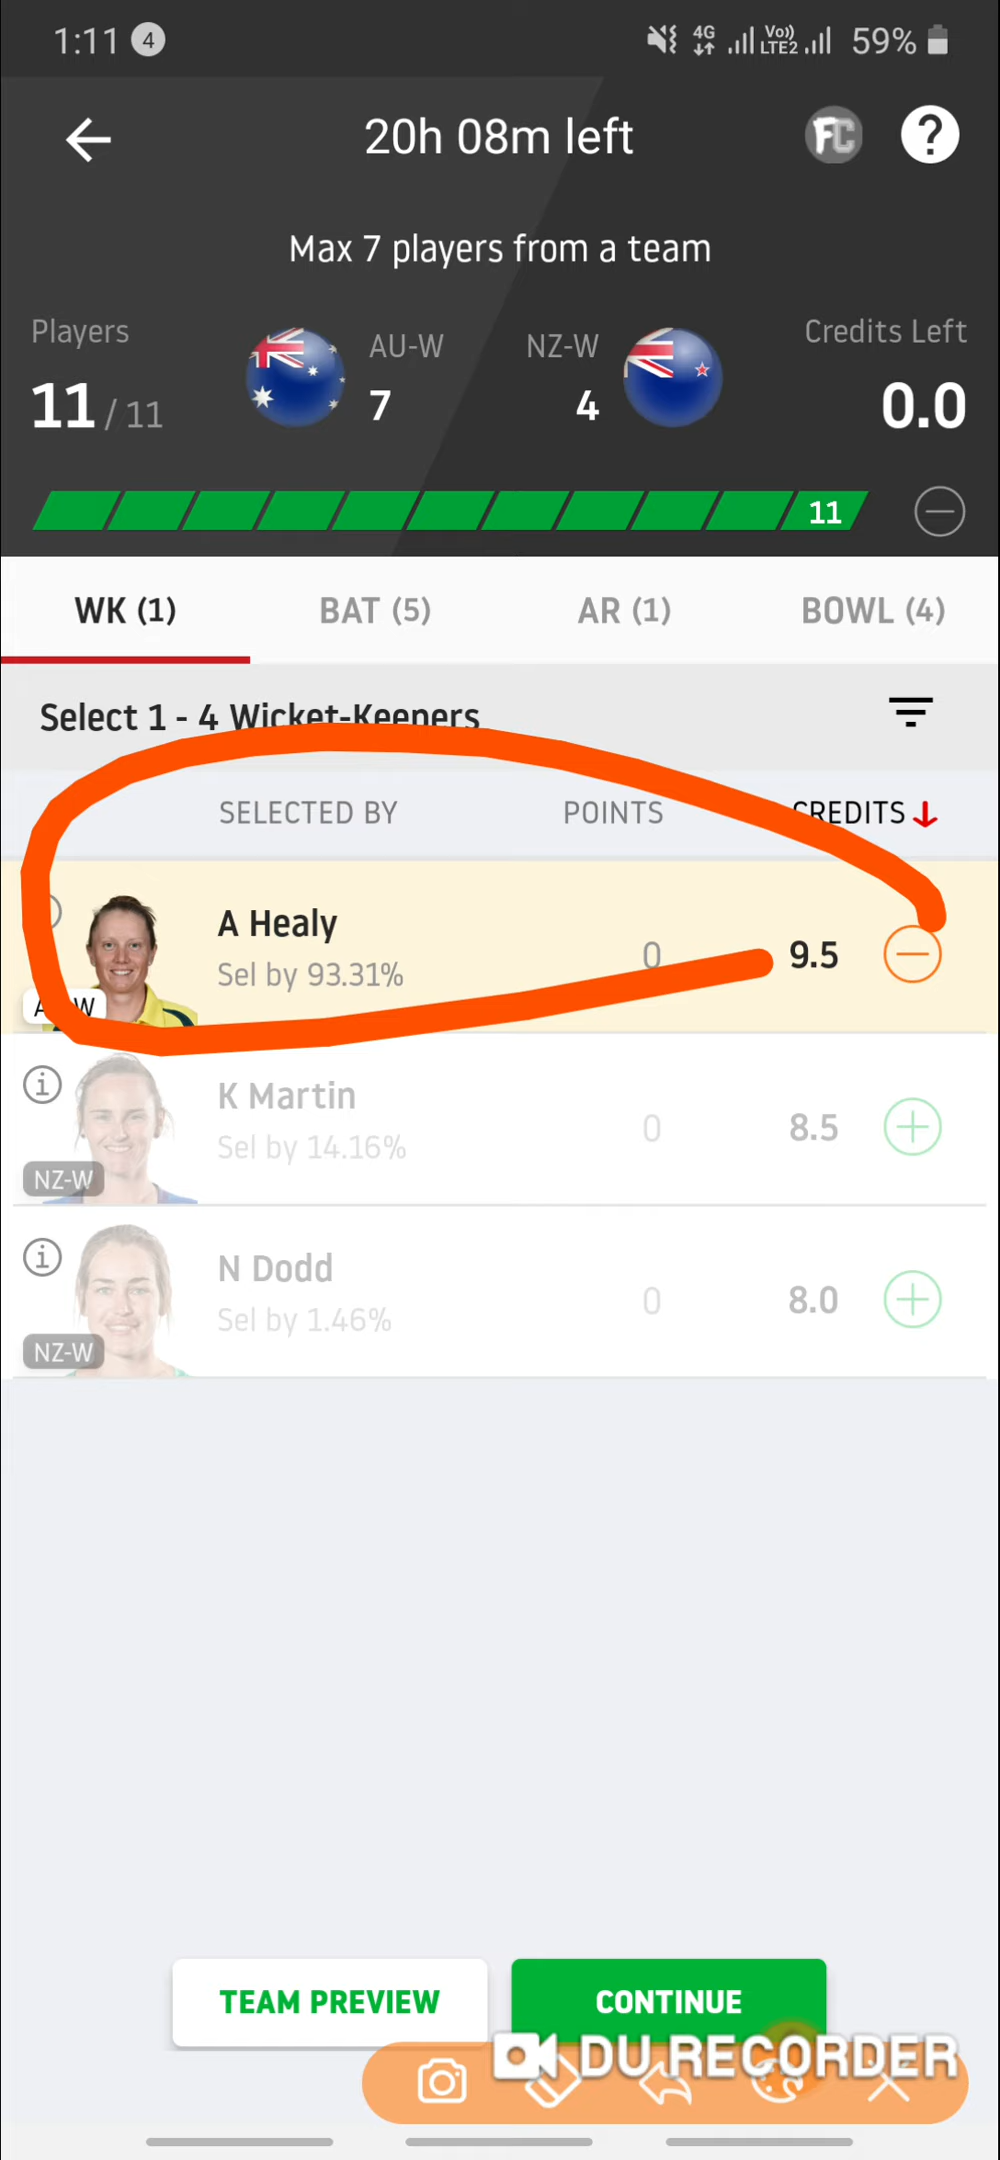 1:11 4 4G Vo)) LTE2 59%
20h 08m left FC ?
Max 7 players from a team
Players AU-W NZ-W Credits Left
11 / 11 7 4 0.0
11
WK (1) BAT (5) AR (1) BOWL (4)
Select 1 - 4 Wicket-Keepers
SELECTED BY POINTS CREDITS
A Healy
0 9.5
Sel by 93.31%
K Martin
NZ-W Sel by 14.16% 0 8.5
N Dodd
NZ-W Sel by 1.46% 0 8.0
TEAM PREVIEW CONTINUE
DU RECORDER